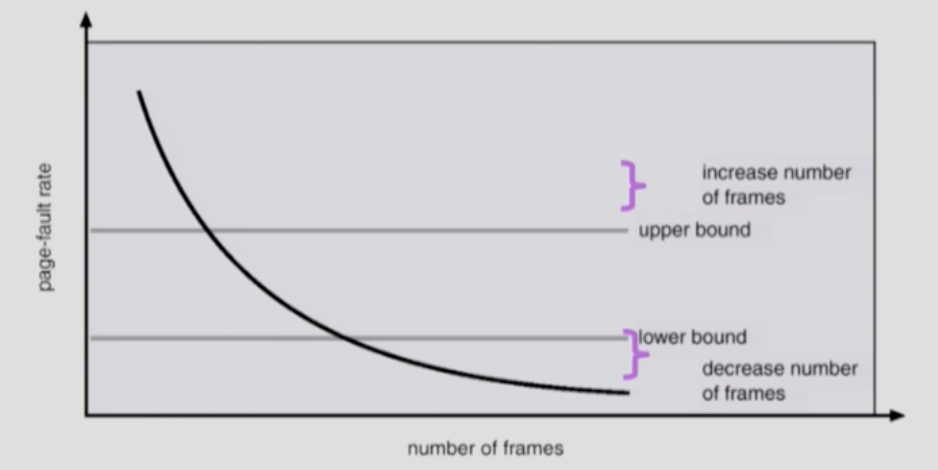 page-fault rate
increase number
of frames
upper bound
lower bound
decrease number
of frames
number of frames